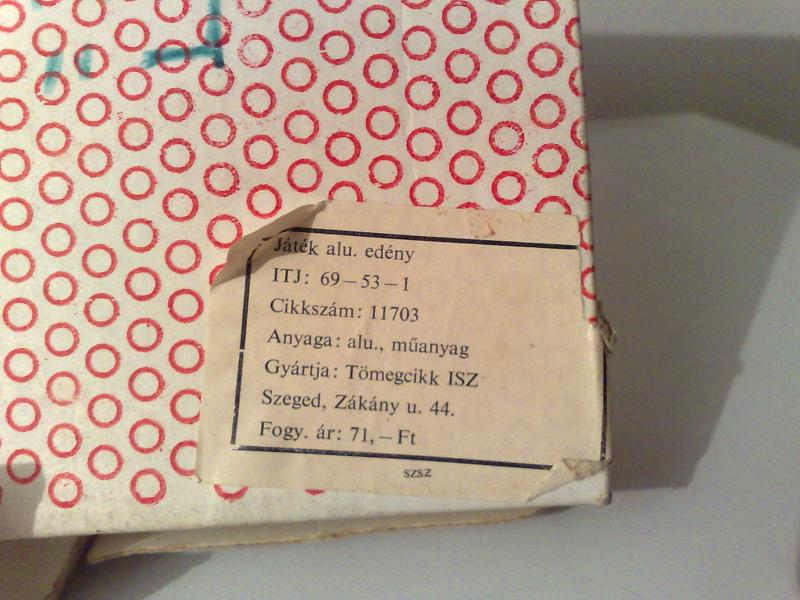 Játék alu. edény
ITJ: 69–53–1
Cikkszám: 11703
Anyaga: alu., műanyag
Gyártja: Tömegcikk ISZ
Szeged, Zákány u. 44.
Fogy. ár: 71,–Ft
szsz